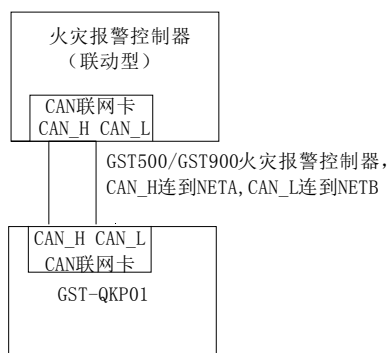 火灾报警控制器
（联动型）
CAN联网卡
CAN_H CAN_L
GST500/GST900火灾报警控制器，
CAN_H连到NETA,CAN_L连到NETB
CAN_H CAN_L
CAN联网卡
GST-QKP01